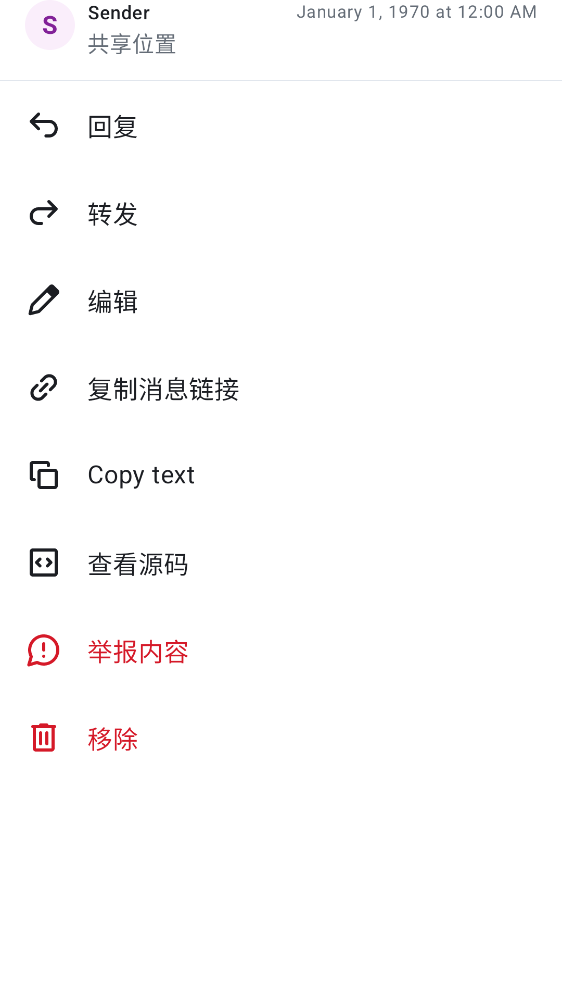 S
Sender
January 1, 1970 at 12:00 AM
共享位置
回复
转发
编辑
复制消息链接
Copy text
查看源码
举报内容
移除